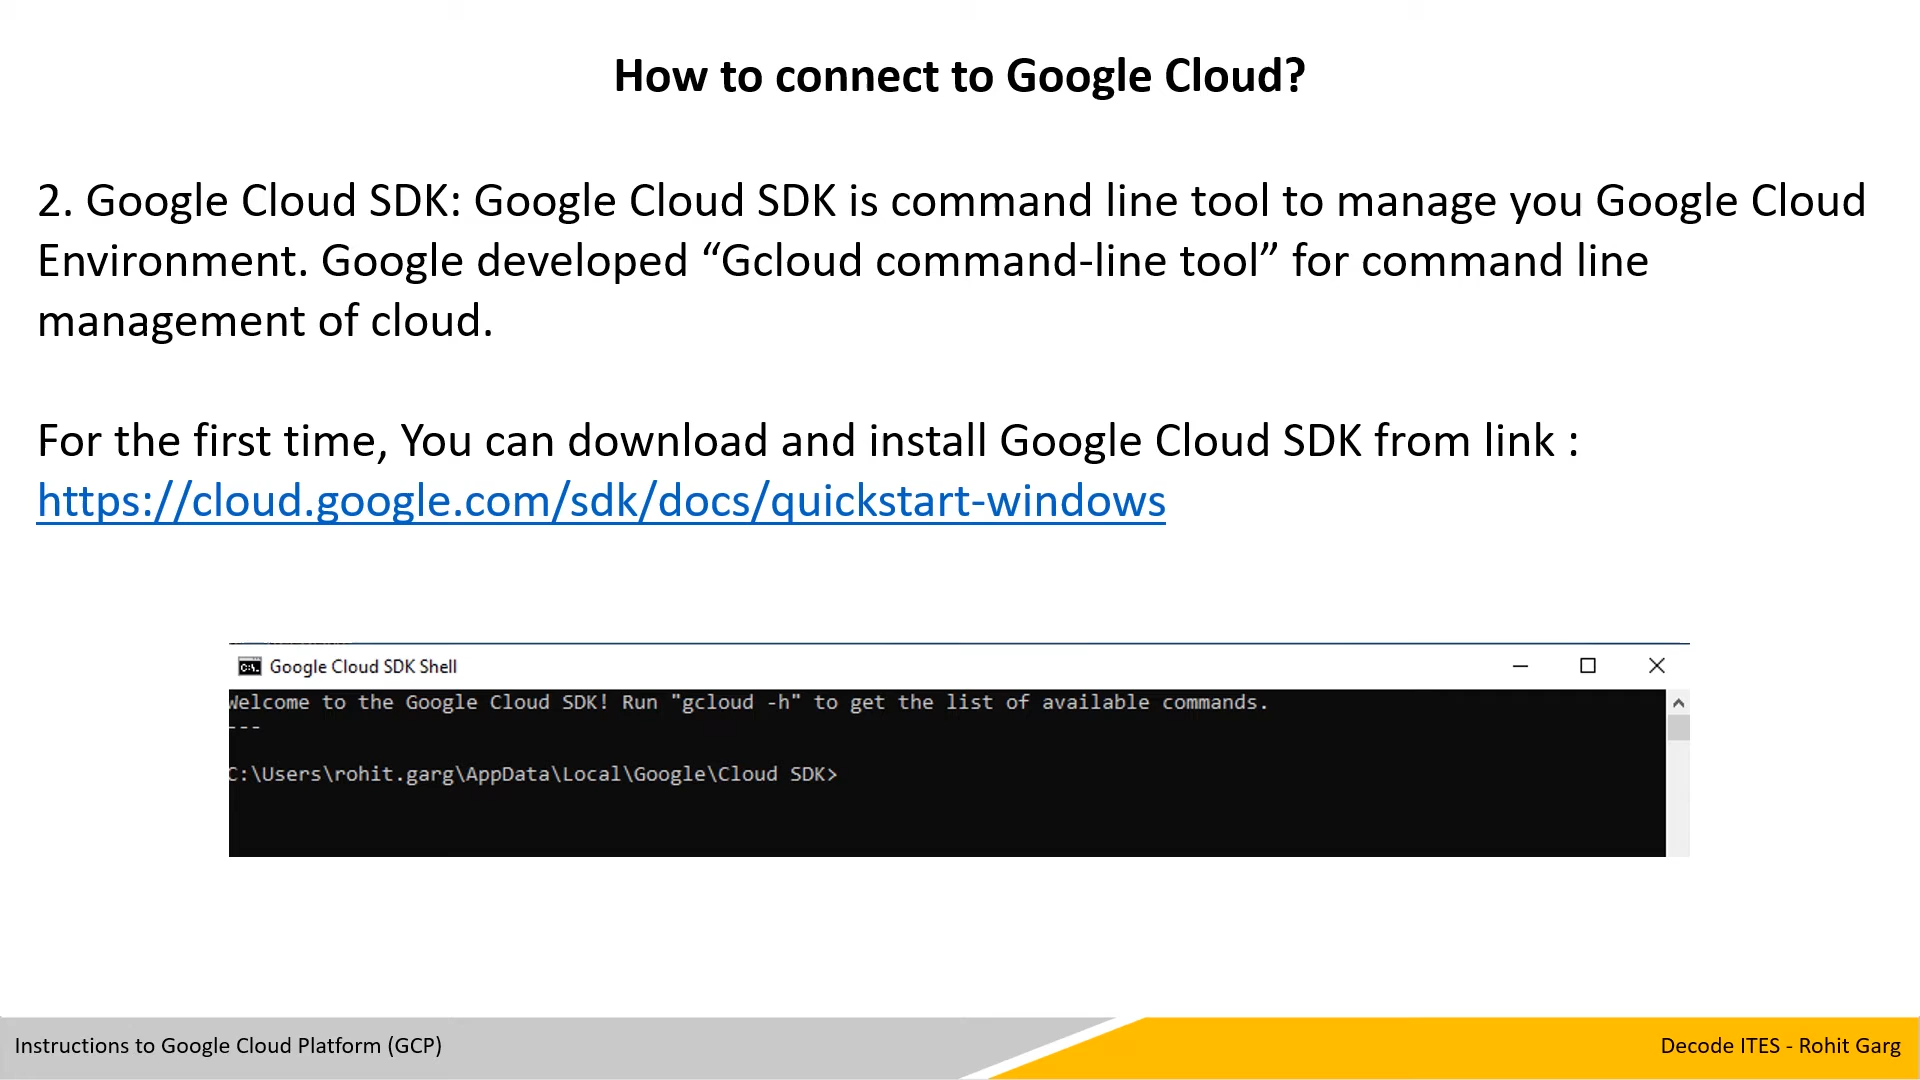 How to connect to Google Cloud?
2. Google Cloud SDK: Google Cloud SDK is command line tool to manage you Google Cloud
Environment. Google developed “Gcloud command-line tool” for command line
management of cloud.
For the first time, You can download and install Google Cloud SDK from link :
https://cloud.google.com/sdk/docs/quickstart-windows
Google Cloud SDK Shell
Welcome to the Google Cloud SDK! Run "gcloud -h" to get the list of available commands.
---
C:\Users\rohit.garg\AppData\Local\Google\Cloud SDK>
Instructions to Google Cloud Platform (GCP)
Decode ITES - Rohit Garg